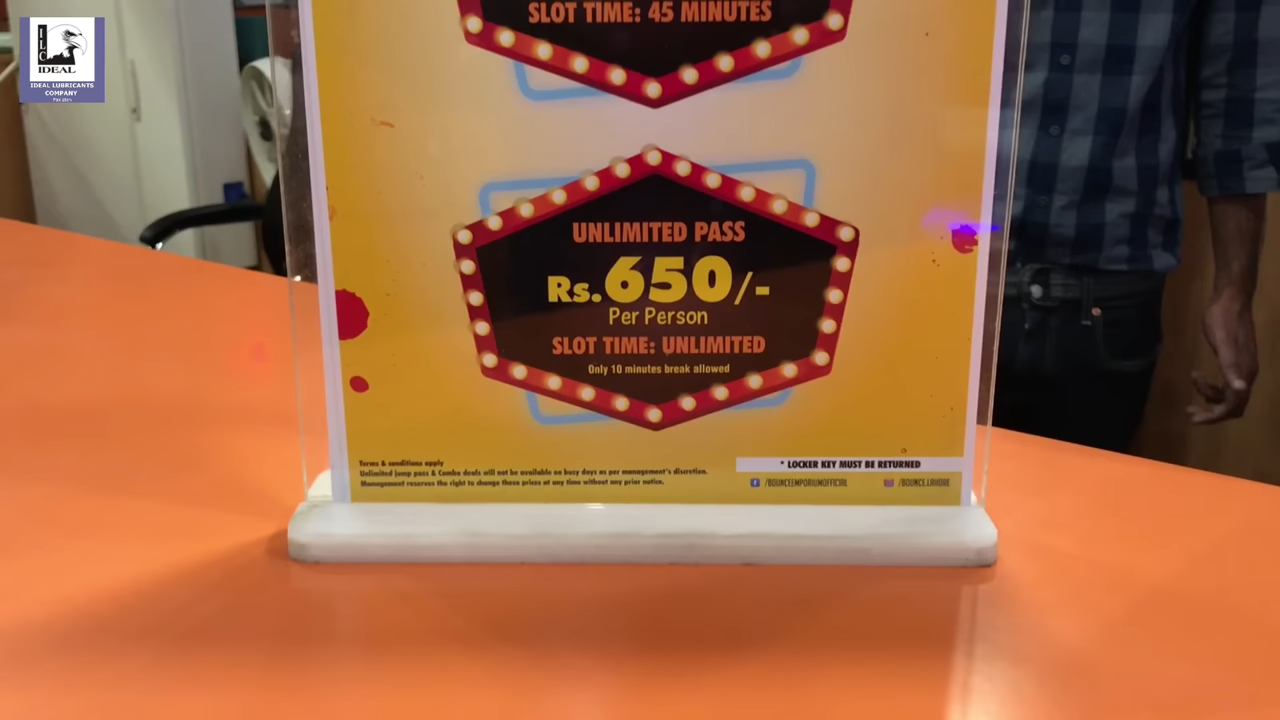 ILC
IDEAL
IDEAL LUBRICANTS
COMPANY
Pakistan
SLOT TIME: 45 MINUTES
UNLIMITED PASS
Rs.650/-
Per Person
SLOT TIME: UNLIMITED
Only 10 minutes break allowed
Terms & conditions apply
Unlimited jump pass & Combo deals will not be available on busy days as per management's discretion.
Management reserves the right to change these prices at any time without any prior notice.
* LOCKER KEY MUST BE RETURNED
/BOUNCEEMPORIUMOFFICIAL
/BOUNCE.LAHORE